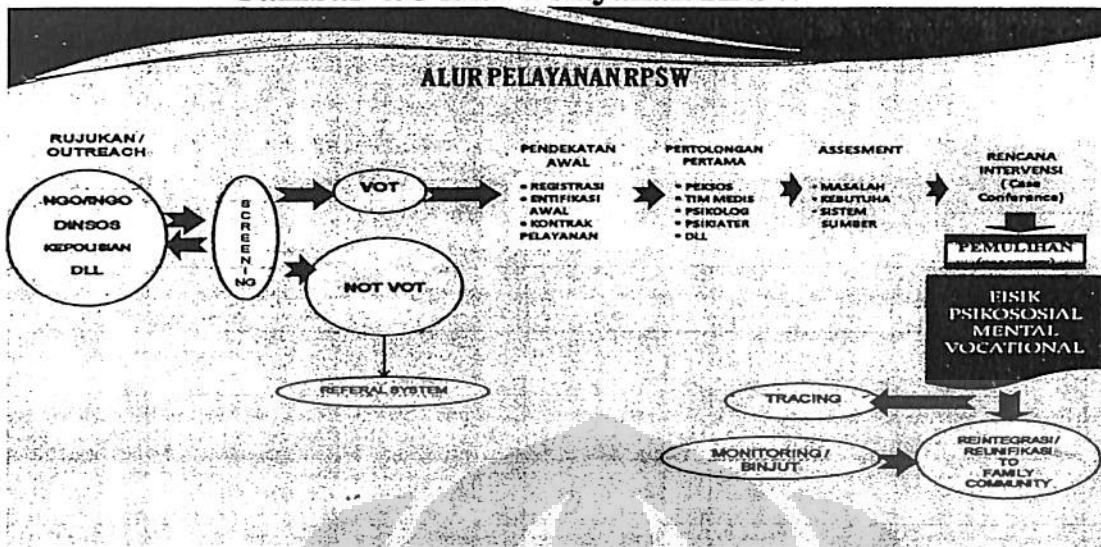 ALUR PELAYANAN RPSW
RUJUKAN /
OUTREACH
NGO/INGO
DINSOS
KEPOLISIAN
DLL
SCREENING
VOT
NOT VOT
REFERAL SYSTEM
PENDEKATAN
AWAL
• REGISTRASI
• ENTIFIKASI
AWAL
• KONTRAK
PELAYANAN
PERTOLONGAN
PERTAMA
• PEKSOS
• TIM MEDIS
• PSIKOLOG
• PSIKIATER
• DLL
ASSESMENT
• MASALAH
• KEBUTUHA
• SISTEM
SUMBER
RENCANA
INTERVENSI
(Case
Conference)
PEMULIHAN
FISIK
PSIKOSOSIAL
MENTAL
VOCATIONAL
TRACING
MONITORING /
BINJUT
REINTEGRASI/
REUNIFIKASI
TO
FAMILY
COMMUNITY